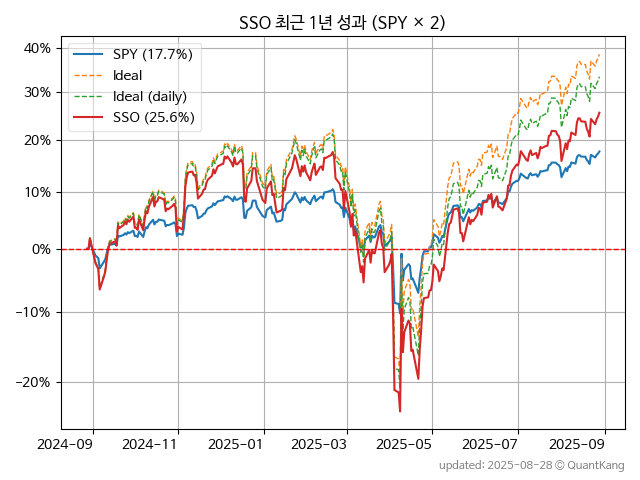 SSO 최근 1년 성과 (SPY × 2)
40%
30%
20%
10%
0%
−10%
−20%
SPY (17.7%)
Ideal
Ideal (daily)
SSO (25.6%)
2024-09
2024-11
2025-01
2025-03
2025-05
2025-07
2025-09
updated: 2025-08-28 © QuantKang